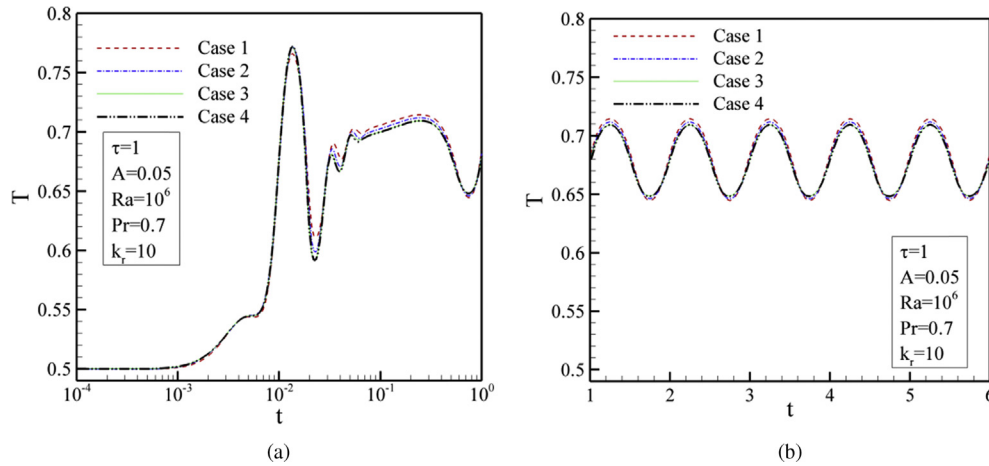 0.8
0.75
0.7
0.65
0.6
0.55
0.5
T
Case 1
Case 2
Case 3
Case 4
τ=1
A=0.05
Ra=10⁶
Pr=0.7
kᵣ=10
10⁻⁴ 10⁻³ 10⁻² 10⁻¹ 10⁰
t
(a)
0.8
0.75
0.7
0.65
0.6
0.55
0.5
T
Case 1
Case 2
Case 3
Case 4
τ=1
A=0.05
Ra=10⁶
Pr=0.7
kᵣ=10
1 2 3 4 5 6
t
(b)